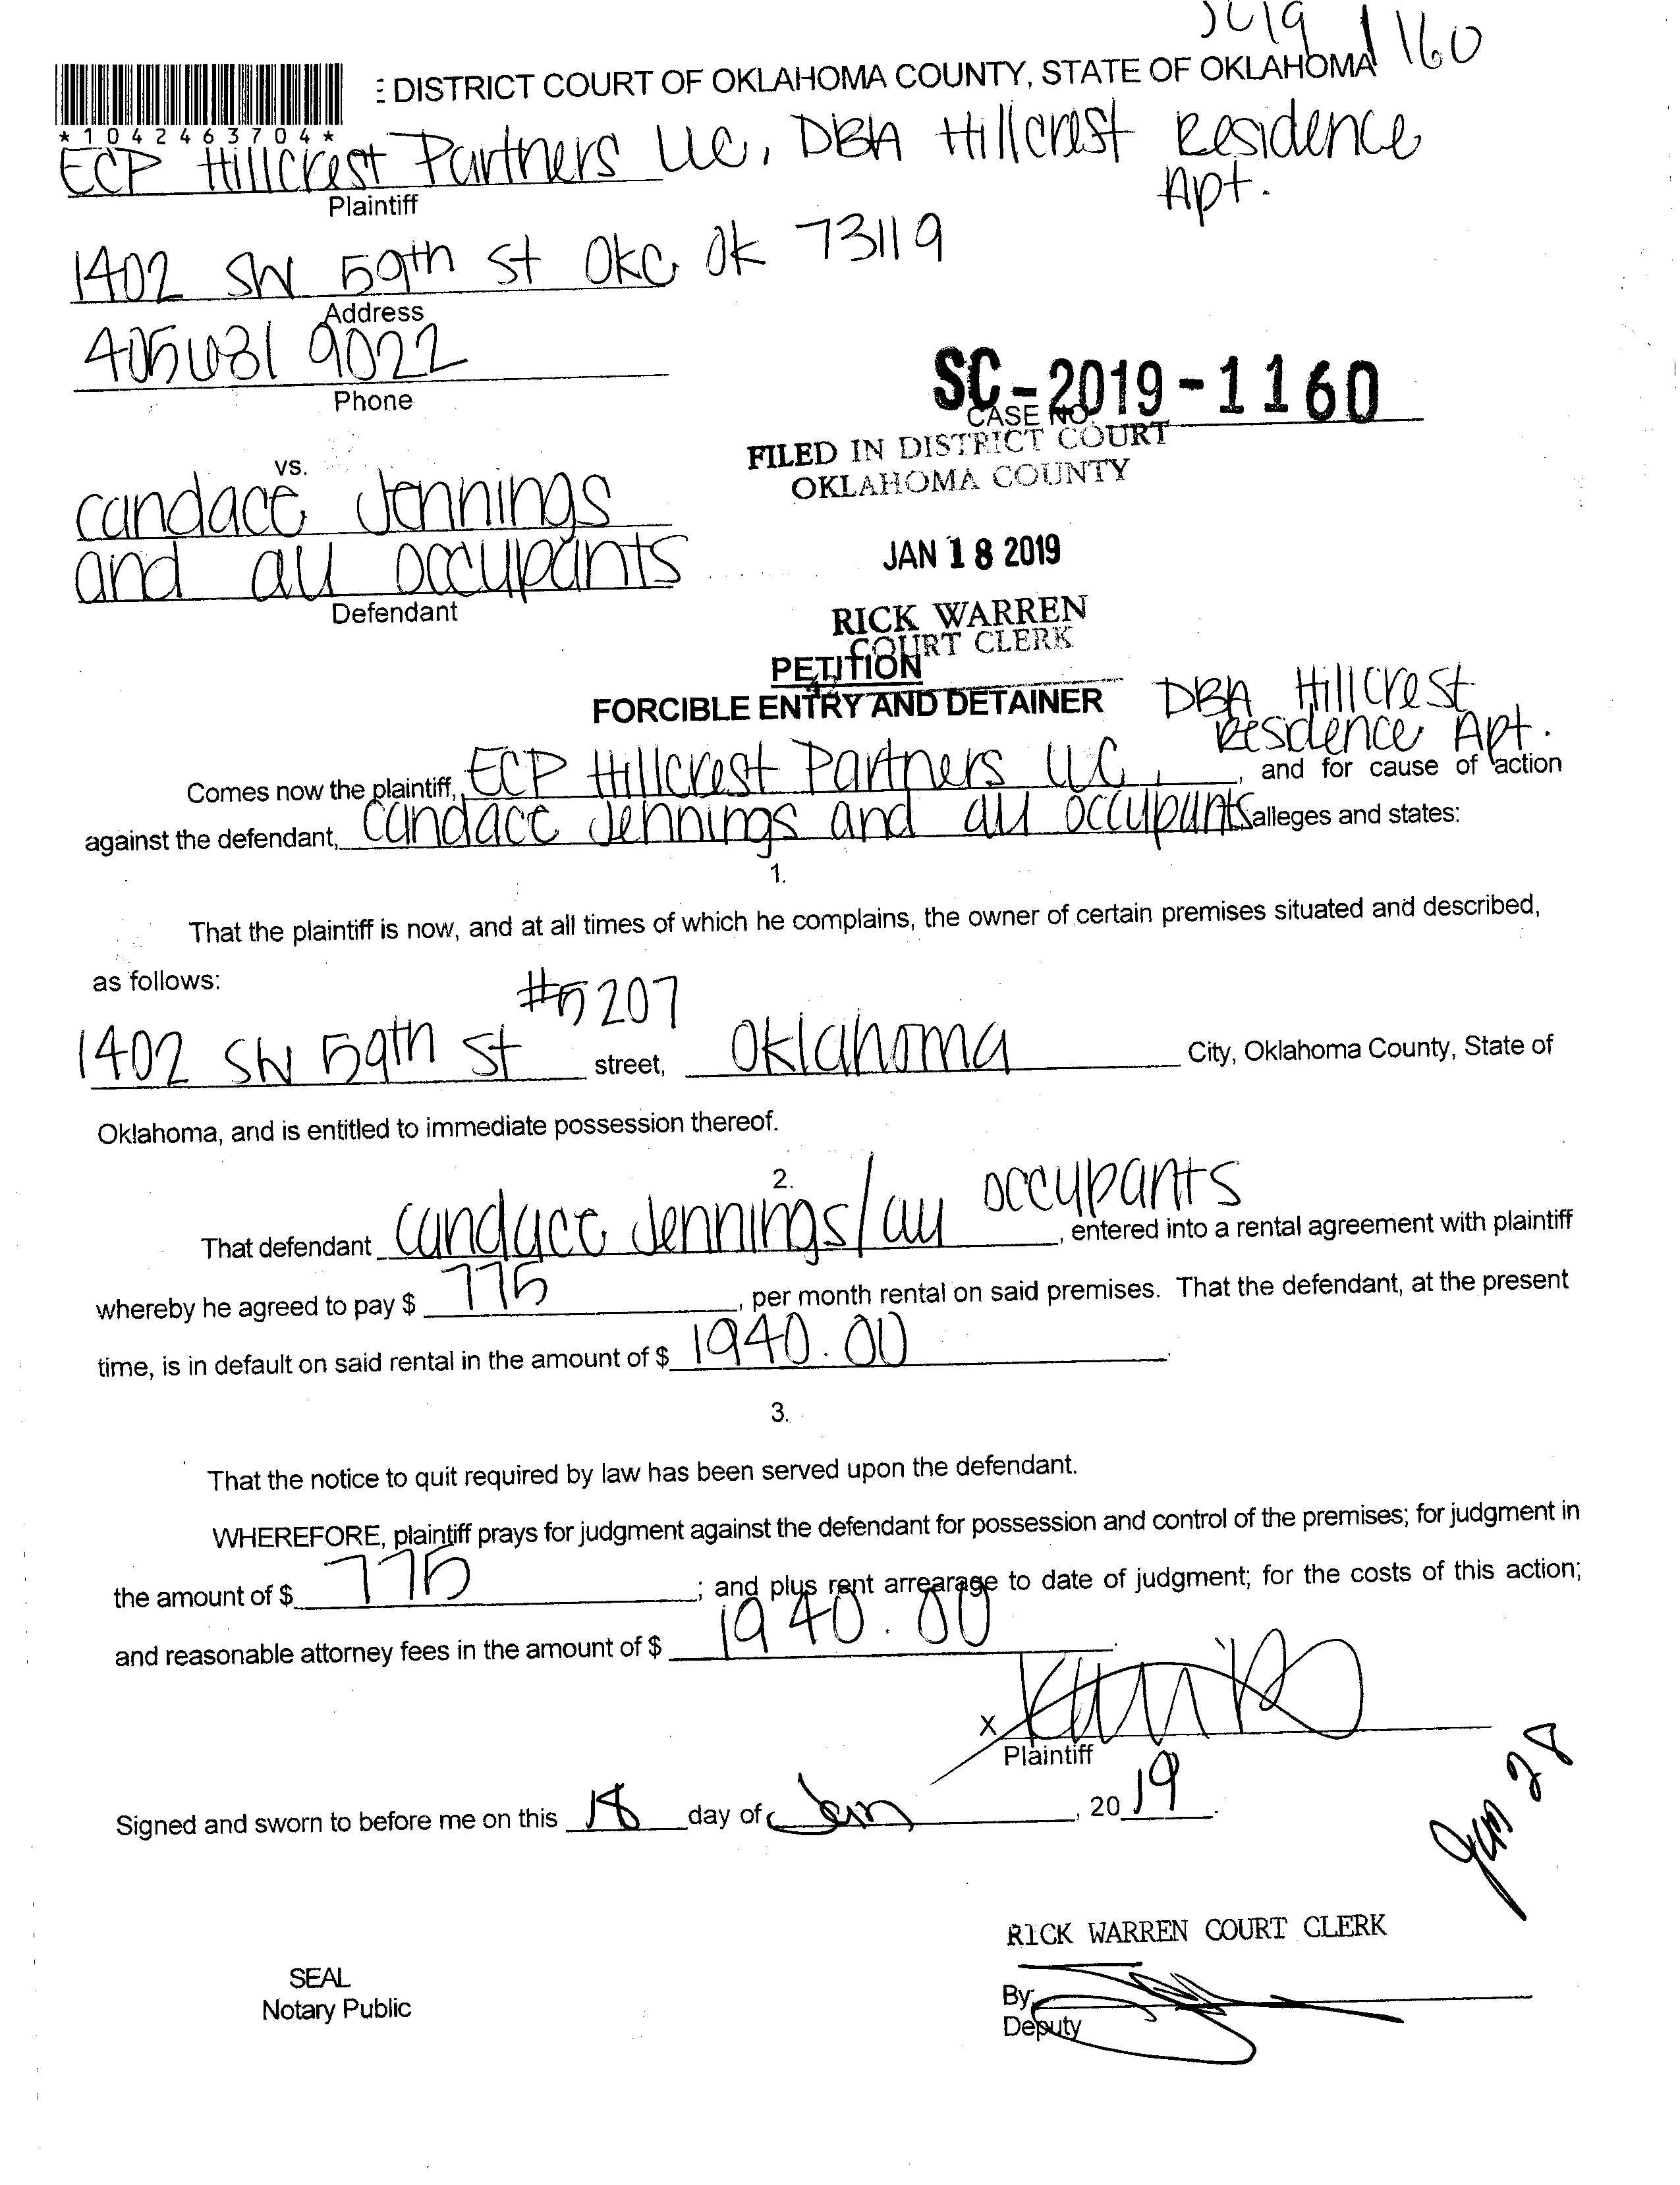 SC19 1160
: DISTRICT COURT OF OKLAHOMA COUNTY, STATE OF OKLAHOMA
*1042463704*
ECP Hillcrest Partners LLC, DBA Hillcrest Residence
Apt.
Plaintiff
1402 SW 59th St OKC OK 73119
Address
405 681 9022
Phone
SC-2019-1160
CASE NO.
FILED IN DISTRICT COURT
OKLAHOMA COUNTY
vs.
candace Jennings
and all occupants
Defendant
JAN 18 2019
RICK WARREN
COURT CLERK
PETITION
FORCIBLE ENTRY AND DETAINER
DBA Hillcrest
Resdence Apt.
Comes now the plaintiff, ECP Hillcrest Partners LLC, , and for cause of action
against the defendant, Candace Jennings and all occupants alleges and states:
1.
That the plaintiff is now, and at all times of which he complains, the owner of certain premises situated and described,
as follows:
#5207
1402 SW 59th St street, Oklahoma City, Oklahoma County, State of
Oklahoma, and is entitled to immediate possession thereof.
2.
That defendant Candace Jennings/all occupants, entered into a rental agreement with plaintiff
whereby he agreed to pay $ 775, per month rental on said premises. That the defendant, at the present
time, is in default on said rental in the amount of $ 1940.00.
3.
That the notice to quit required by law has been served upon the defendant.
WHEREFORE, plaintiff prays for judgment against the defendant for possession and control of the premises; for judgment in
the amount of $ 775; and plus rent arrearage to date of judgment; for the costs of this action;
and reasonable attorney fees in the amount of $ 1940.00.
X
Plaintiff
Signed and sworn to before me on this 18 day of Jan, 2019.
Jan 28
RICK WARREN COURT CLERK
SEAL
Notary Public
By:
Deputy